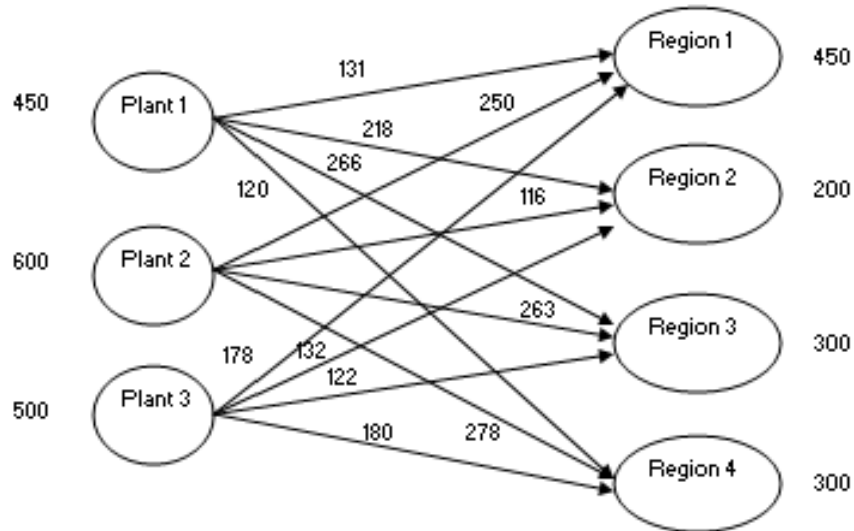 Region 1
450
131
450
Plant 1
250
218
266
Region 2
200
120
116
Plant 2
600
263
Region 3
300
178
132
122
Plant 3
500
180
278
Region 4
300